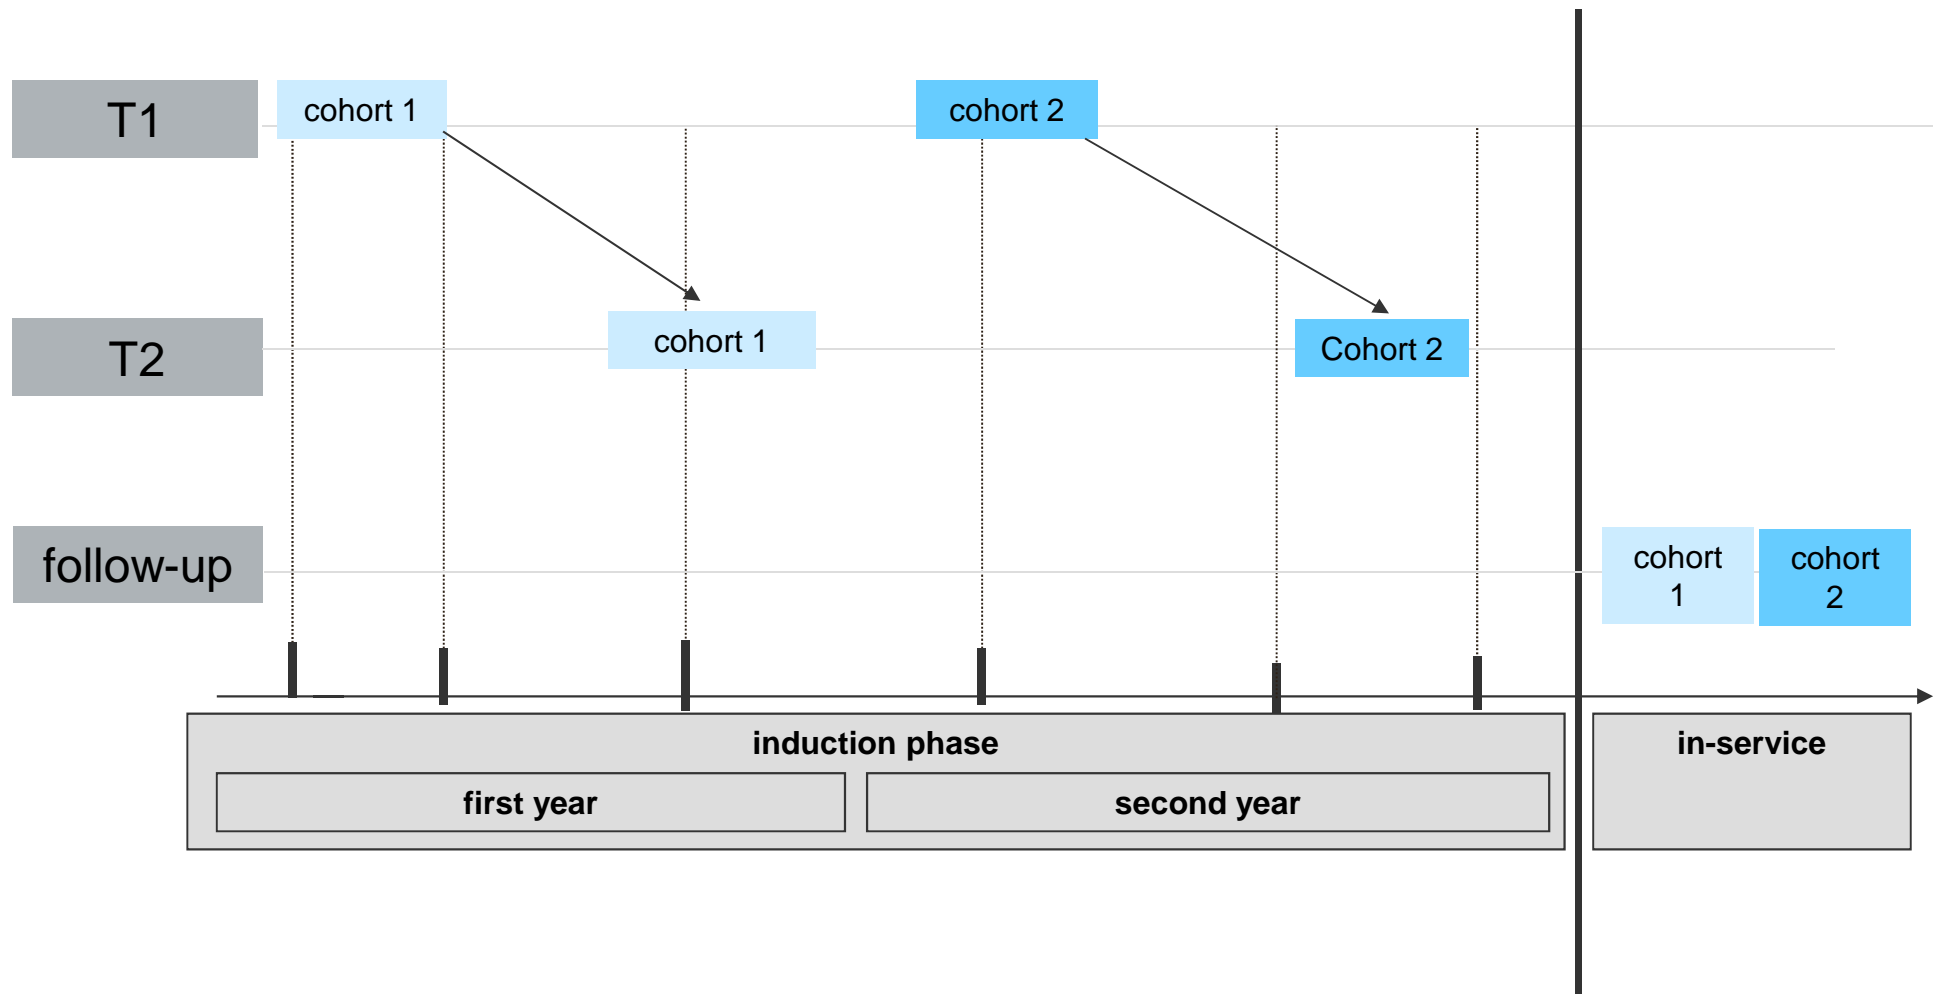 T1
cohort 1
cohort 2
T2
cohort 1
Cohort 2
follow-up
cohort
1
cohort
2
induction phase
in-service
first year
second year